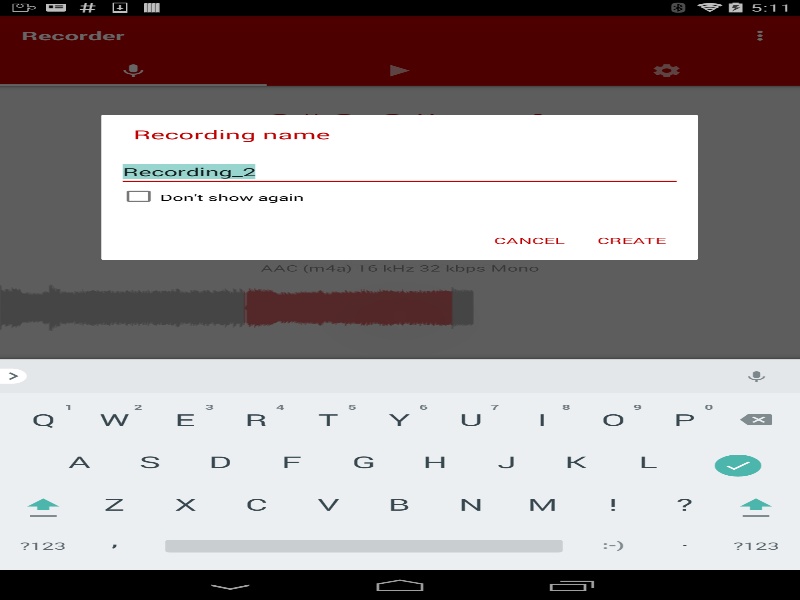 5:11
Recorder
Recording name
Recording_2
Don't show again
CANCEL CREATE
AAC (m4a) 16 kHz 32 kbps Mono
1 2 3 4 5 6 7 8 9 0
Q W E R T Y U I O P
A S D F G H J K L
Z X C V B N M ! ?
?123 , :-) . ?123